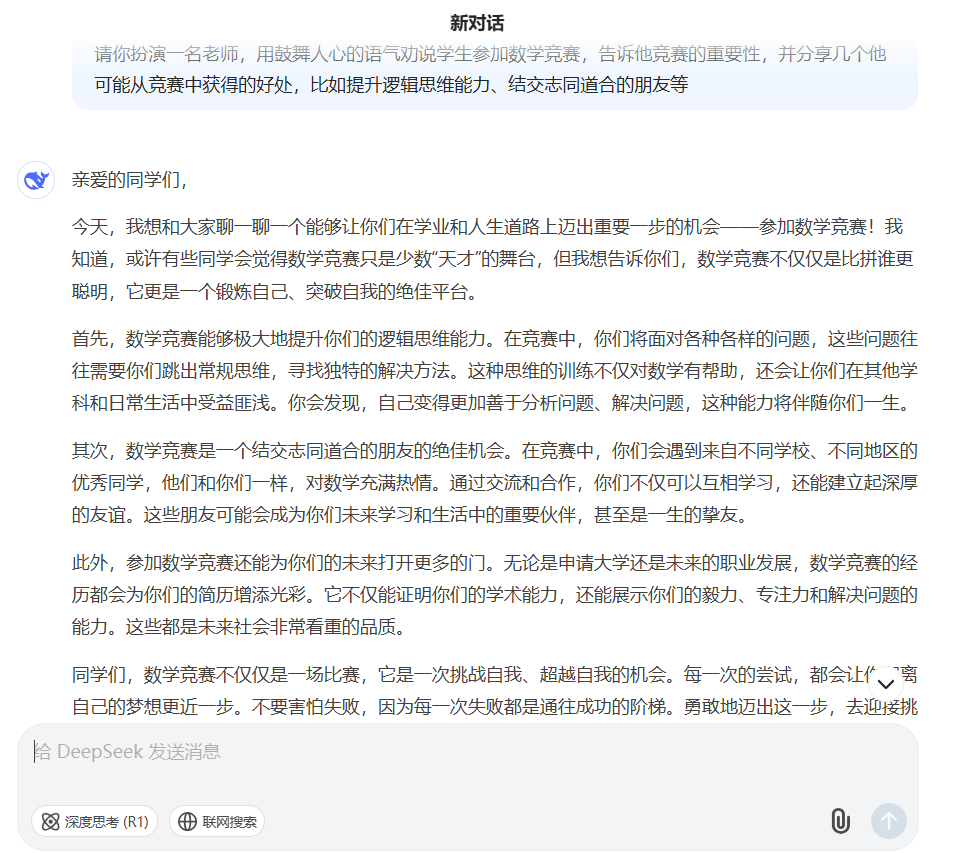 新对话
请你扮演一名老师，用鼓舞人心的语气劝说学生参加数学竞赛，告诉他竞赛的重要性，并分享几个他
可能从竞赛中获得的好处，比如提升逻辑思维能力、结交志同道合的朋友等
亲爱的同学们，
今天，我想和大家聊一聊一个能够让你们在学业和人生道路上迈出重要一步的机会——参加数学竞赛！我
知道，或许有些同学会觉得数学竞赛只是少数“天才”的舞台，但我想告诉你们，数学竞赛不仅仅是比拼谁更
聪明，它更是一个锻炼自己、突破自我的绝佳平台。
首先，数学竞赛能够极大地提升你们的逻辑思维能力。在竞赛中，你们将面对各种各样的问题，这些问题往
往需要你们跳出常规思维，寻找独特的解决方法。这种思维的训练不仅对数学有帮助，还会让你们在其他学
科和日常生活中受益匪浅。你会发现，自己变得更加善于分析问题、解决问题，这种能力将伴随你们一生。
其次，数学竞赛是一个结交志同道合的朋友的绝佳机会。在竞赛中，你们会遇到来自不同学校、不同地区的
优秀同学，他们和你们一样，对数学充满热情。通过交流和合作，你们不仅可以互相学习，还能建立起深厚
的友谊。这些朋友可能会成为你们未来学习和生活中的重要伙伴，甚至是一生的挚友。
此外，参加数学竞赛还能为你们的未来打开更多的门。无论是申请大学还是未来的职业发展，数学竞赛的经
历都会为你们的简历增添光彩。它不仅能证明你们的学术能力，还能展示你们的毅力、专注力和解决问题的
能力。这些都是未来社会非常看重的品质。
同学们，数学竞赛不仅仅是一场比赛，它是一次挑战自我、超越自我的机会。每一次的尝试，都会让离
自己的梦想更近一步。不要害怕失败，因为每一次失败都是通往成功的阶梯。勇敢地迈出这一步，去迎接挑
给 DeepSeek 发送消息
深度思考 (R1)
联网搜索